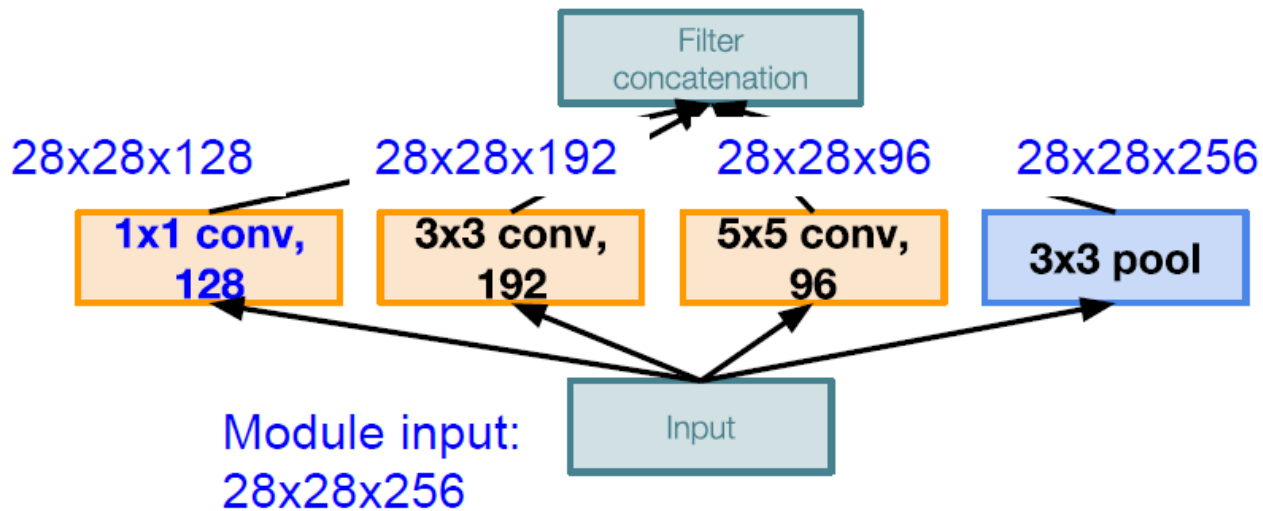 Filter
concatenation
28x28x128
28x28x192
28x28x96
28x28x256
1x1 conv,
128
3x3 conv,
192
5x5 conv,
96
3x3 pool
Input
Module input:
28x28x256